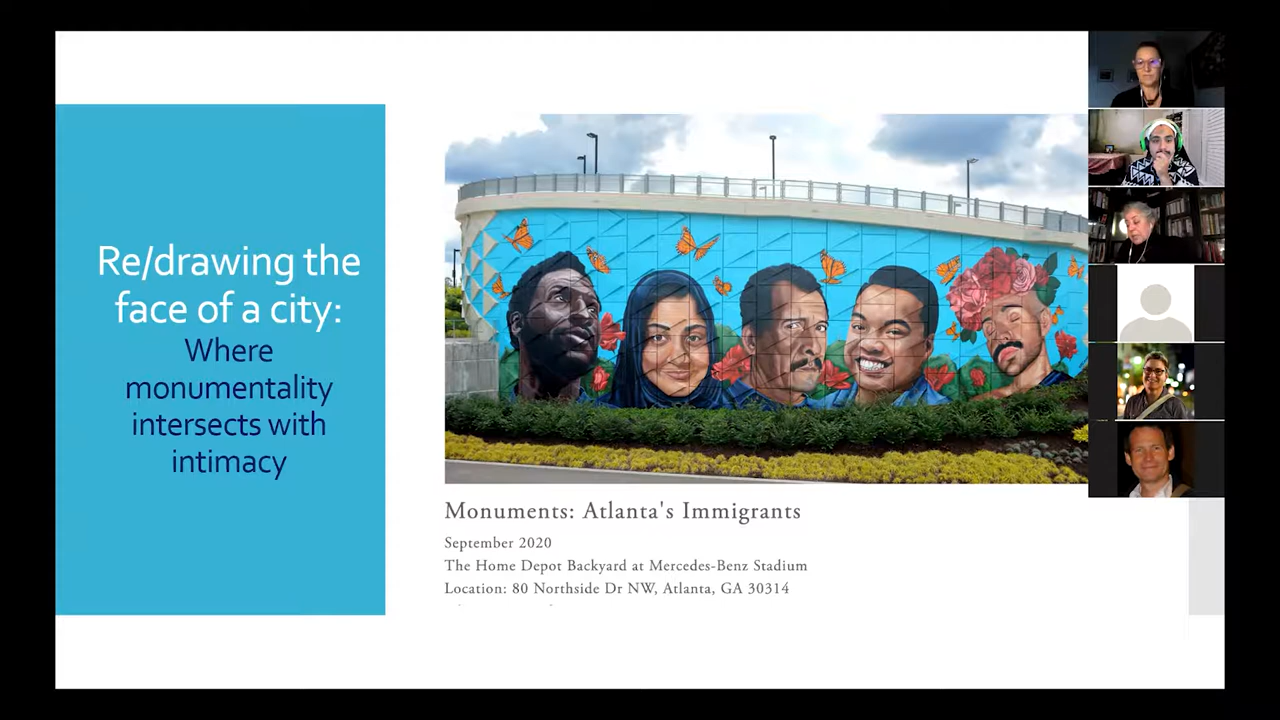 Re/drawing the
face of a city:
Where
monumentality
intersects with
intimacy
Monuments: Atlanta's Immigrants
September 2020
The Home Depot Backyard at Mercedes-Benz Stadium
Location: 80 Northside Dr NW, Atlanta, GA 30314